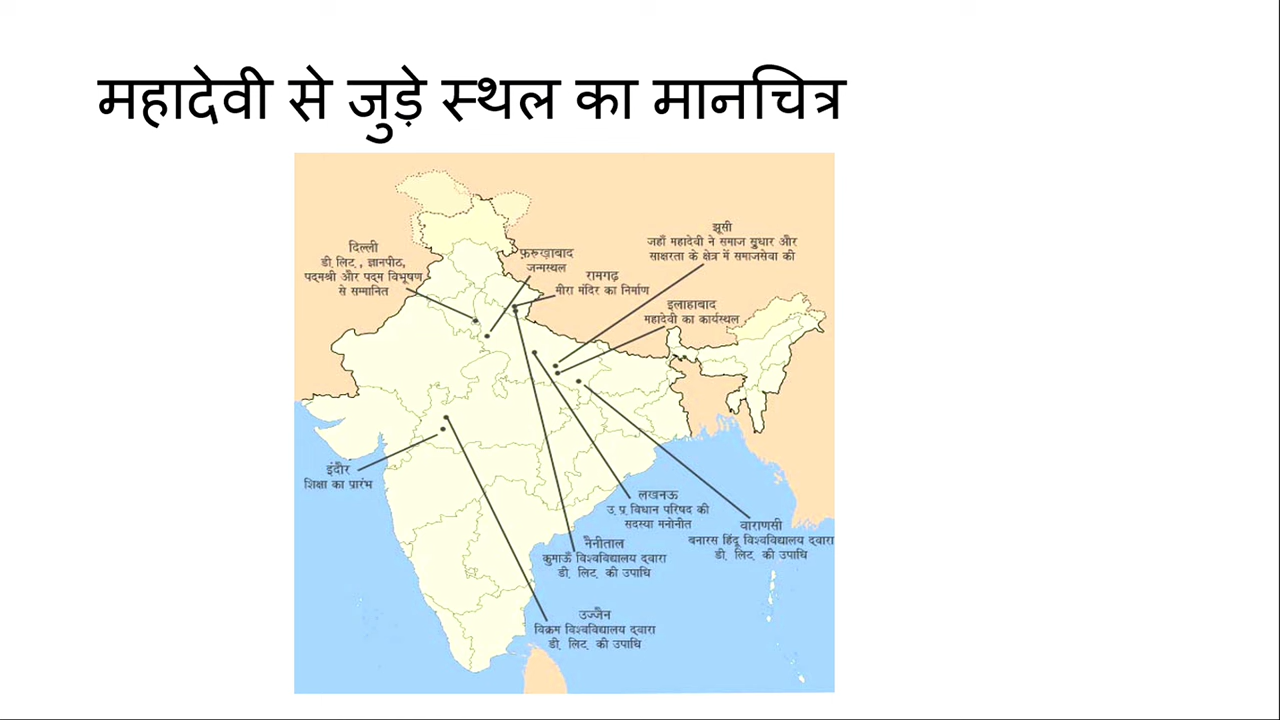 महादेवी से जुड़े स्थल का मानचित्र
दिल्ली
डी. लिट्., ज्ञानपीठ,
पद्मश्री और पद्म विभूषण
से सम्मानित
फ़रुख़ाबाद
जन्मस्थल
रामगढ़
मीरा मंदिर का निर्माण
झूसी
जहाँ महादेवी ने समाज सुधार और
साक्षरता के क्षेत्र में समाजसेवा की
इलाहाबाद
महादेवी का कार्यस्थल
इंदौर
शिक्षा का प्रारंभ
लखनऊ
उ. प्र. विधान परिषद की
सदस्या मनोनीत
वाराणसी
बनारस हिंदू विश्वविद्यालय द्वारा
डी. लिट्. की उपाधि
नैनीताल
कुमाऊँ विश्वविद्यालय द्वारा
डी. लिट्. की उपाधि
उज्जैन
विक्रम विश्वविद्यालय द्वारा
डी. लिट्. की उपाधि